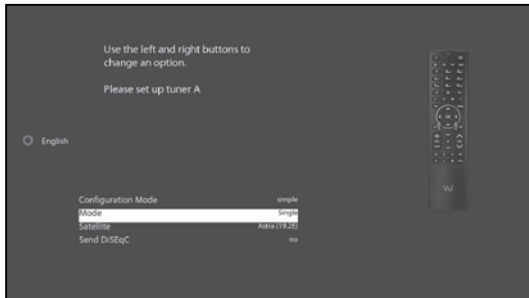 Use the left and right buttons to
change an option.
Please set up tuner A
English
Configuration Mode simple
Mode Single
Satellite Astra (19.2E)
Send DiSEqC no